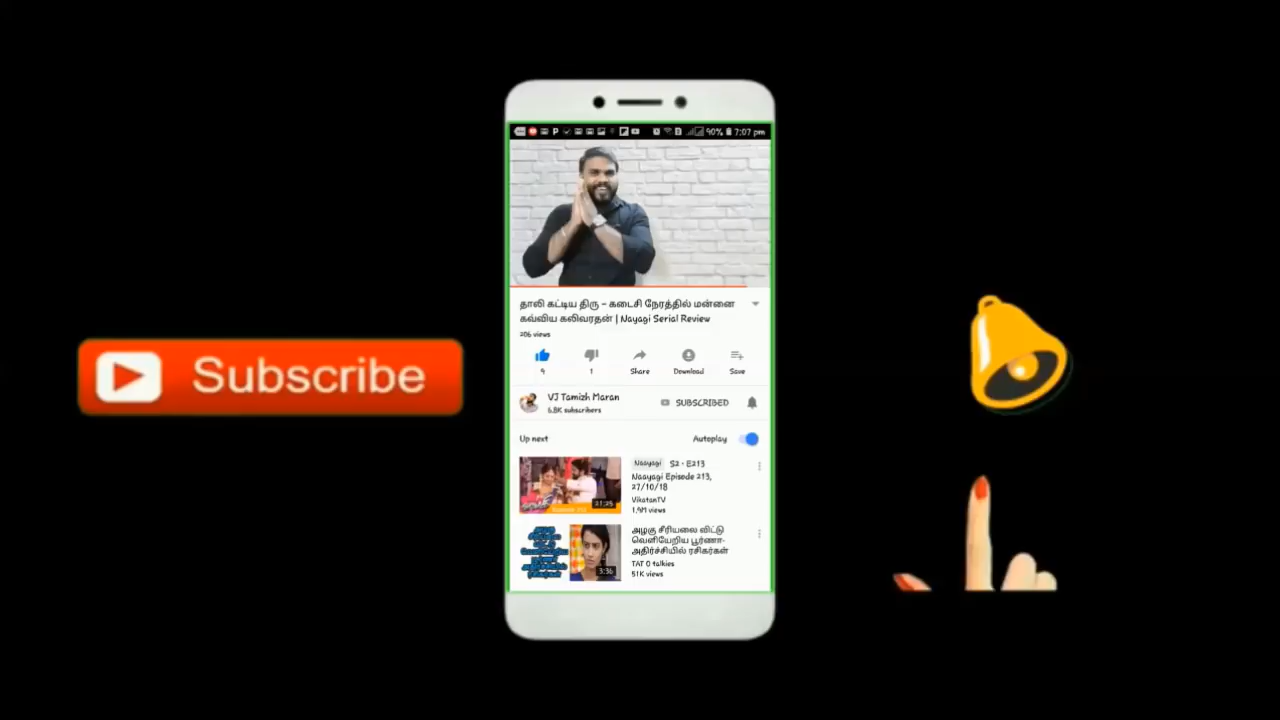 90% 7:07 pm
தாலி கட்டிய திரு - கடைசி நேரத்தில் மன்னை
கவ்விய கலிவரதன் | Nayagi Serial Review
206 views
4 1 Share Download Save
Subscribe
VJ Tamizh Maran
6.8K subscribers
SUBSCRIBED
Up next
Autoplay
Naayagi S2 - E213
Naayagi Episode 213,
27/10/18
VikatanTV
1.9M views
21:25
அழகு சீரியலை விட்டு
வெளியேறிய பூர்ணா-
அதிர்ச்சியில் ரசிகர்கள்
TAT O talkies
51K views
3:36